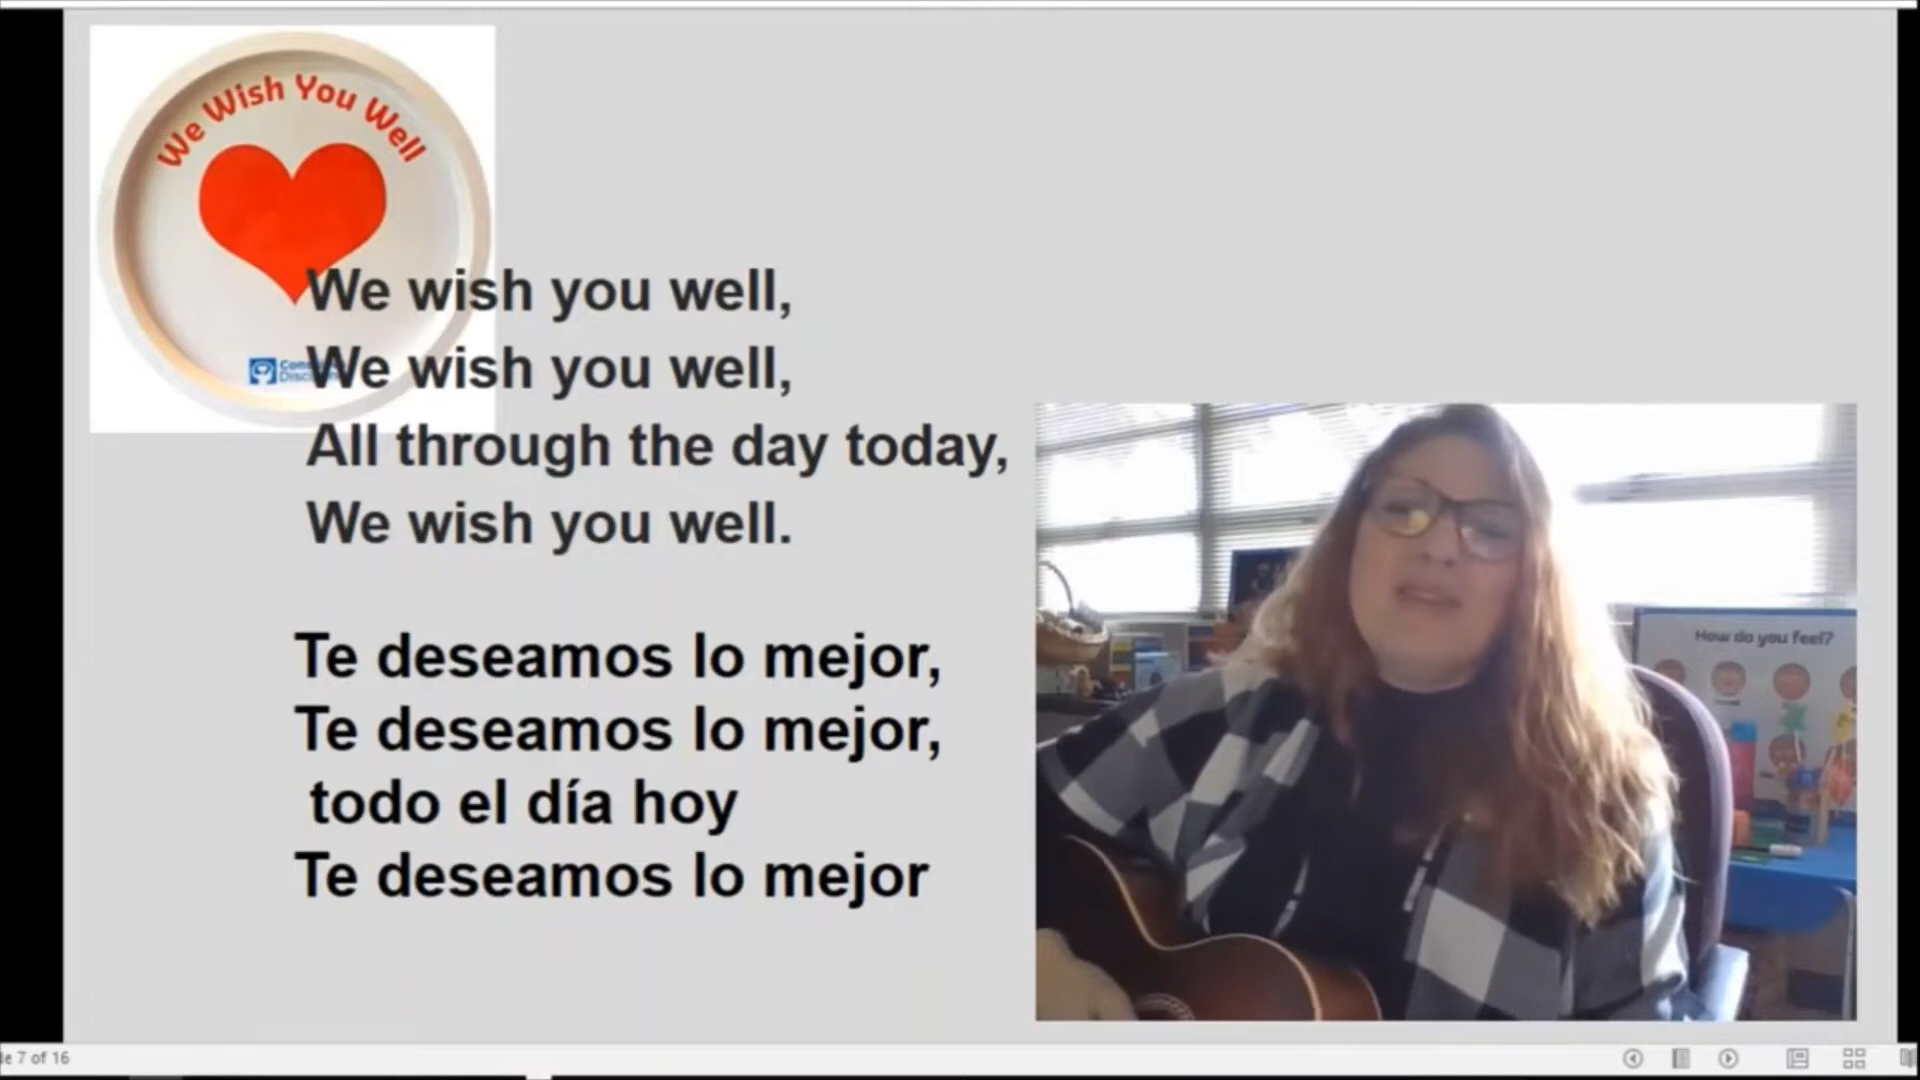 We Wish You Well
We wish you well,
We wish you well,
All through the day today,
We wish you well.
Te deseamos lo mejor,
Te deseamos lo mejor,
todo el día hoy
Te deseamos lo mejor
How do you feel?
7 of 16